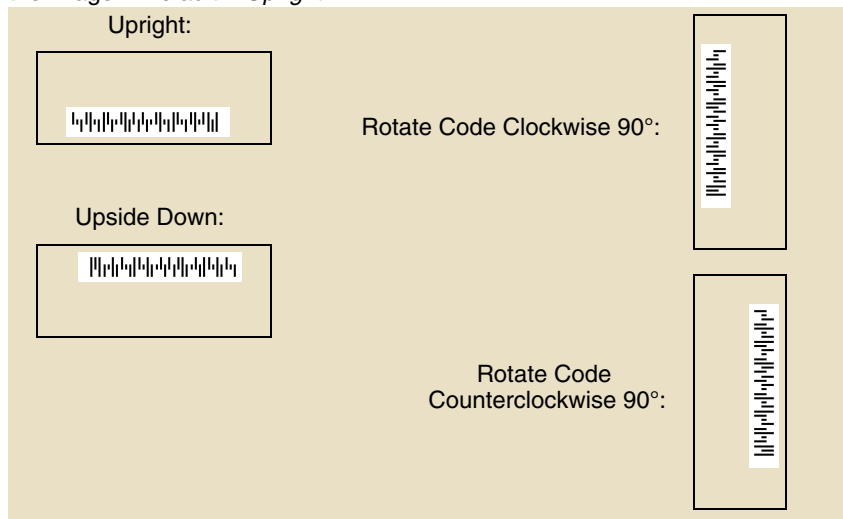 Upright:
Rotate Code Clockwise 90°:
Upside Down:
Rotate Code
Counterclockwise 90°: